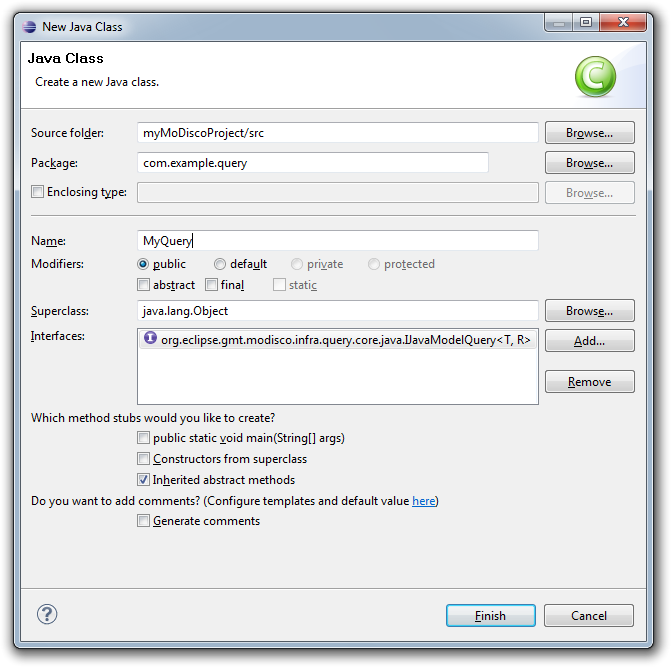 New Java Class
Java Class
Create a new Java class.
C
Source folder: myMoDiscoProject/src Browse...
Package: com.example.query Browse...
Enclosing type: Browse...
Name: MyQuery
Modifiers: public default private protected
abstract final static
Superclass: java.lang.Object Browse...
Interfaces: I org.eclipse.gmt.modisco.infra.query.core.java.IJavaModelQuery<T, R> Add...
Remove
Which method stubs would you like to create?
public static void main(String[] args)
Constructors from superclass
Inherited abstract methods
Do you want to add comments? (Configure templates and default value here)
Generate comments
? Finish Cancel